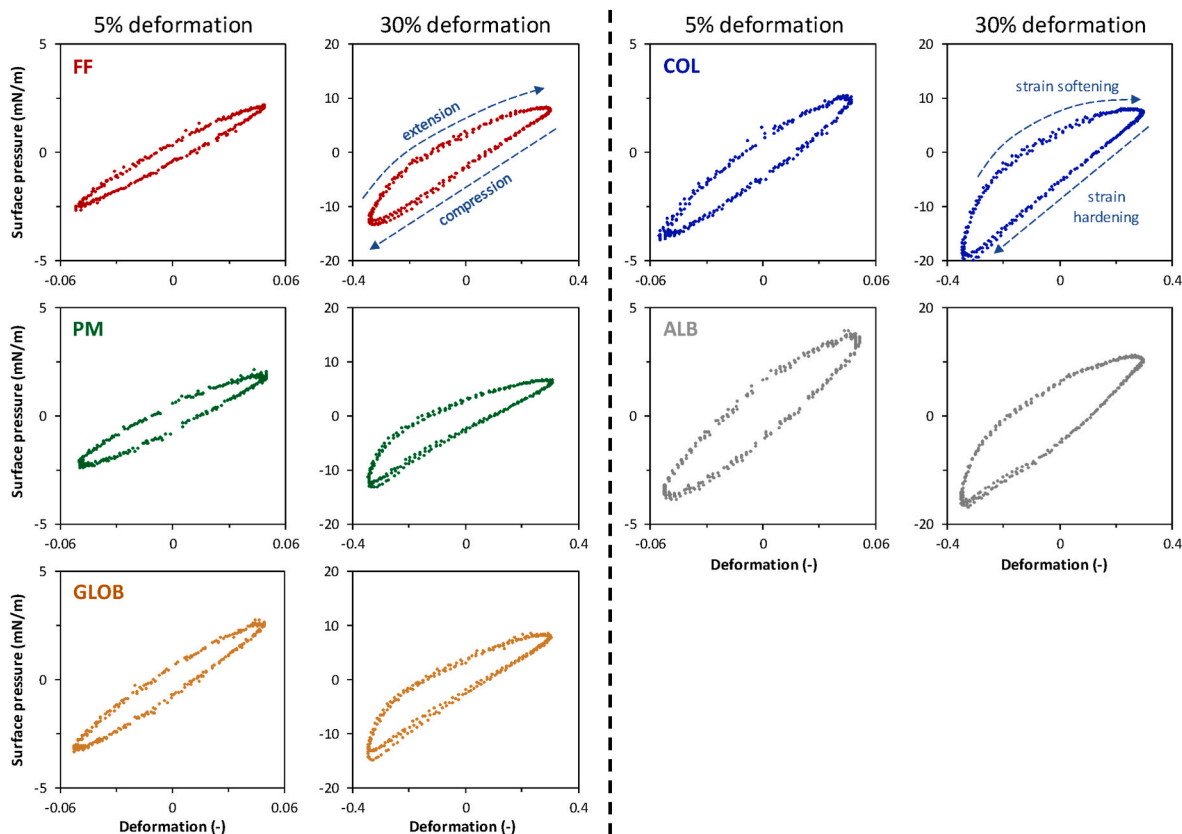 5% deformation 30% deformation 5% deformation 30% deformation
5 20 5 20
FF COL
extension strain softening
10 10
Surface pressure (mN/m) 0 0 0 0
compression strain
hardening
-10 -10
-5 -20 -5 -20
-0.06 0 0.06 -0.4 0 0.4 -0.06 0 0.06 -0.4 0 0.4
5 20 5 20
PM ALB
10 10
Surface pressure (mN/m) 0 0 0 0
-10 -10
-5 -20 -5 -20
-0.06 0 0.06 -0.4 0 0.4 -0.06 0 0.06 -0.4 0 0.4
Deformation (-) Deformation (-)
5 20
GLOB
10
Surface pressure (mN/m) 0 0
-10
-5 -20
-0.06 0 0.06 -0.4 0 0.4
Deformation (-) Deformation (-)